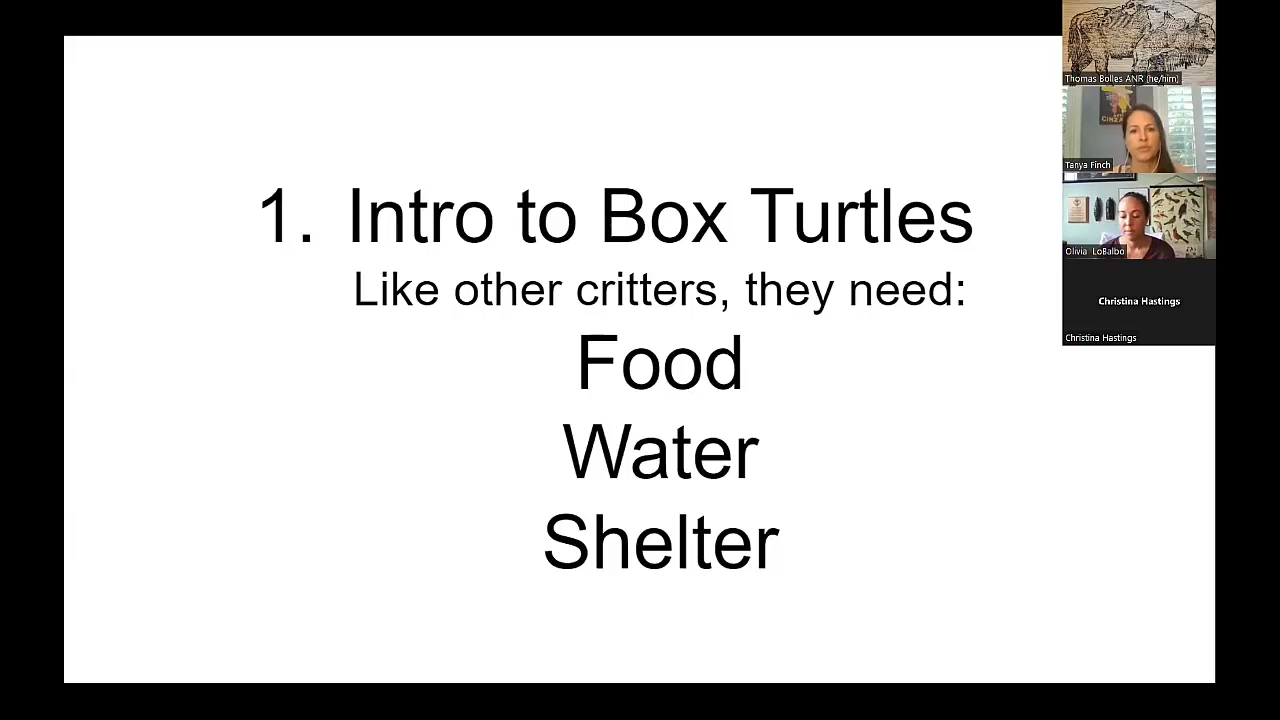 1. Intro to Box Turtles
Like other critters, they need:
Food
Water
Shelter
Thomas Bolles ANR (he/him)
CINZA
Tanya Finch
Olivia LoBalbo
Christina Hastings
Christina Hastings